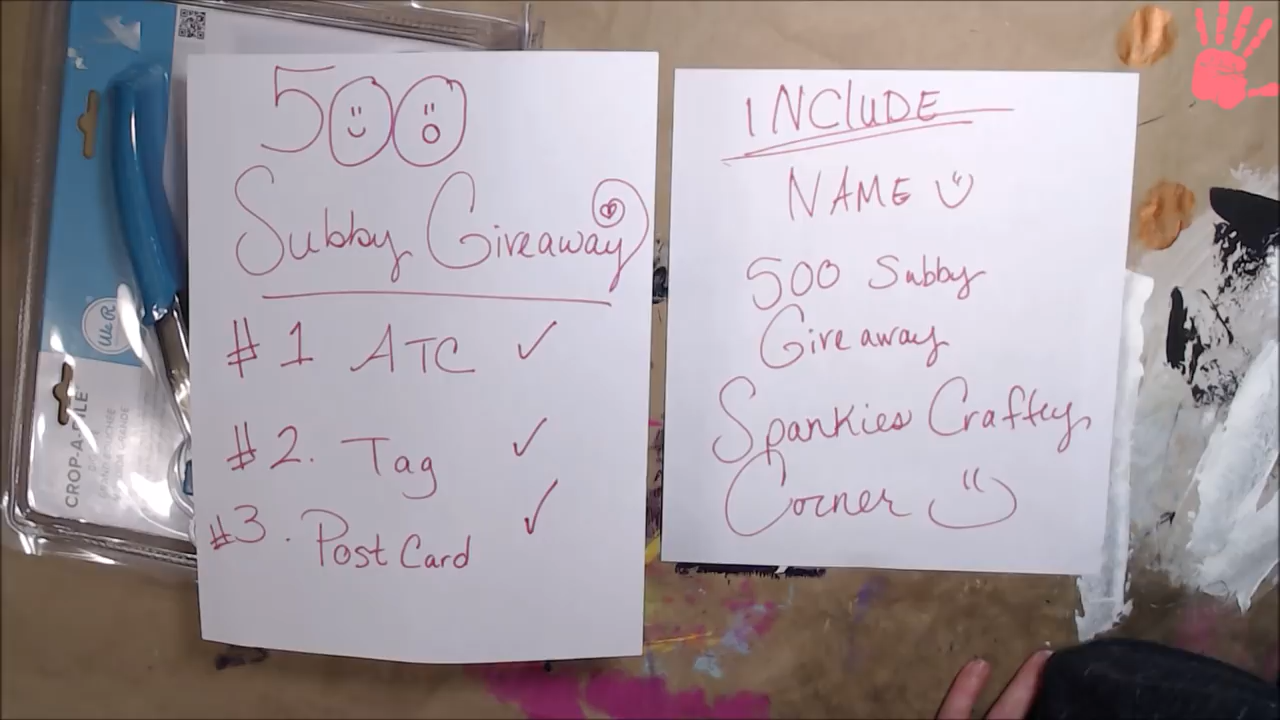 500
Subby Giveaway
#1 ATC ✓
#2. Tag ✓
#3. Post Card ✓
INCLUDE
NAME
500 Subby
Giveaway
Spankies Craftey
Corner
We R
CROP-A-DILE